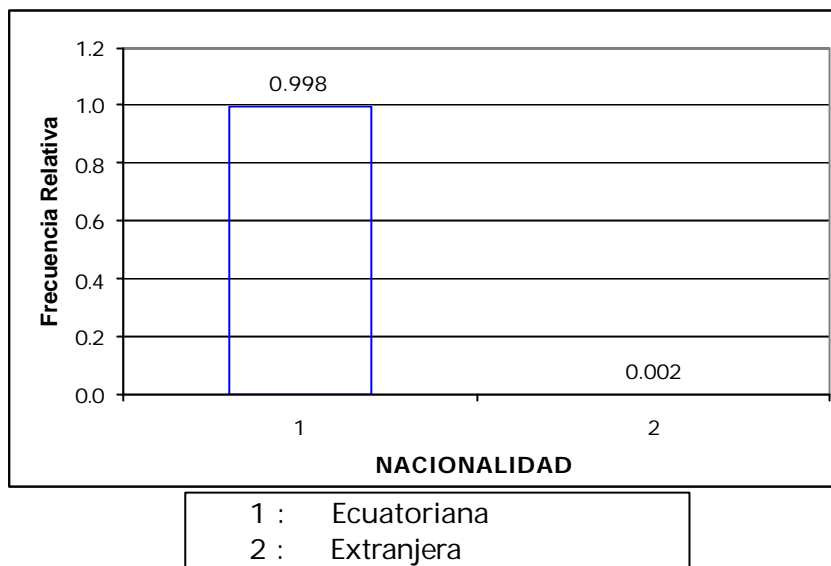 1.2
0.998
1.0
0.8
Frecuencia Relativa
0.6
0.4
0.2
0.002
0.0
1 2
NACIONALIDAD
1 : Ecuatoriana
2 : Extranjera